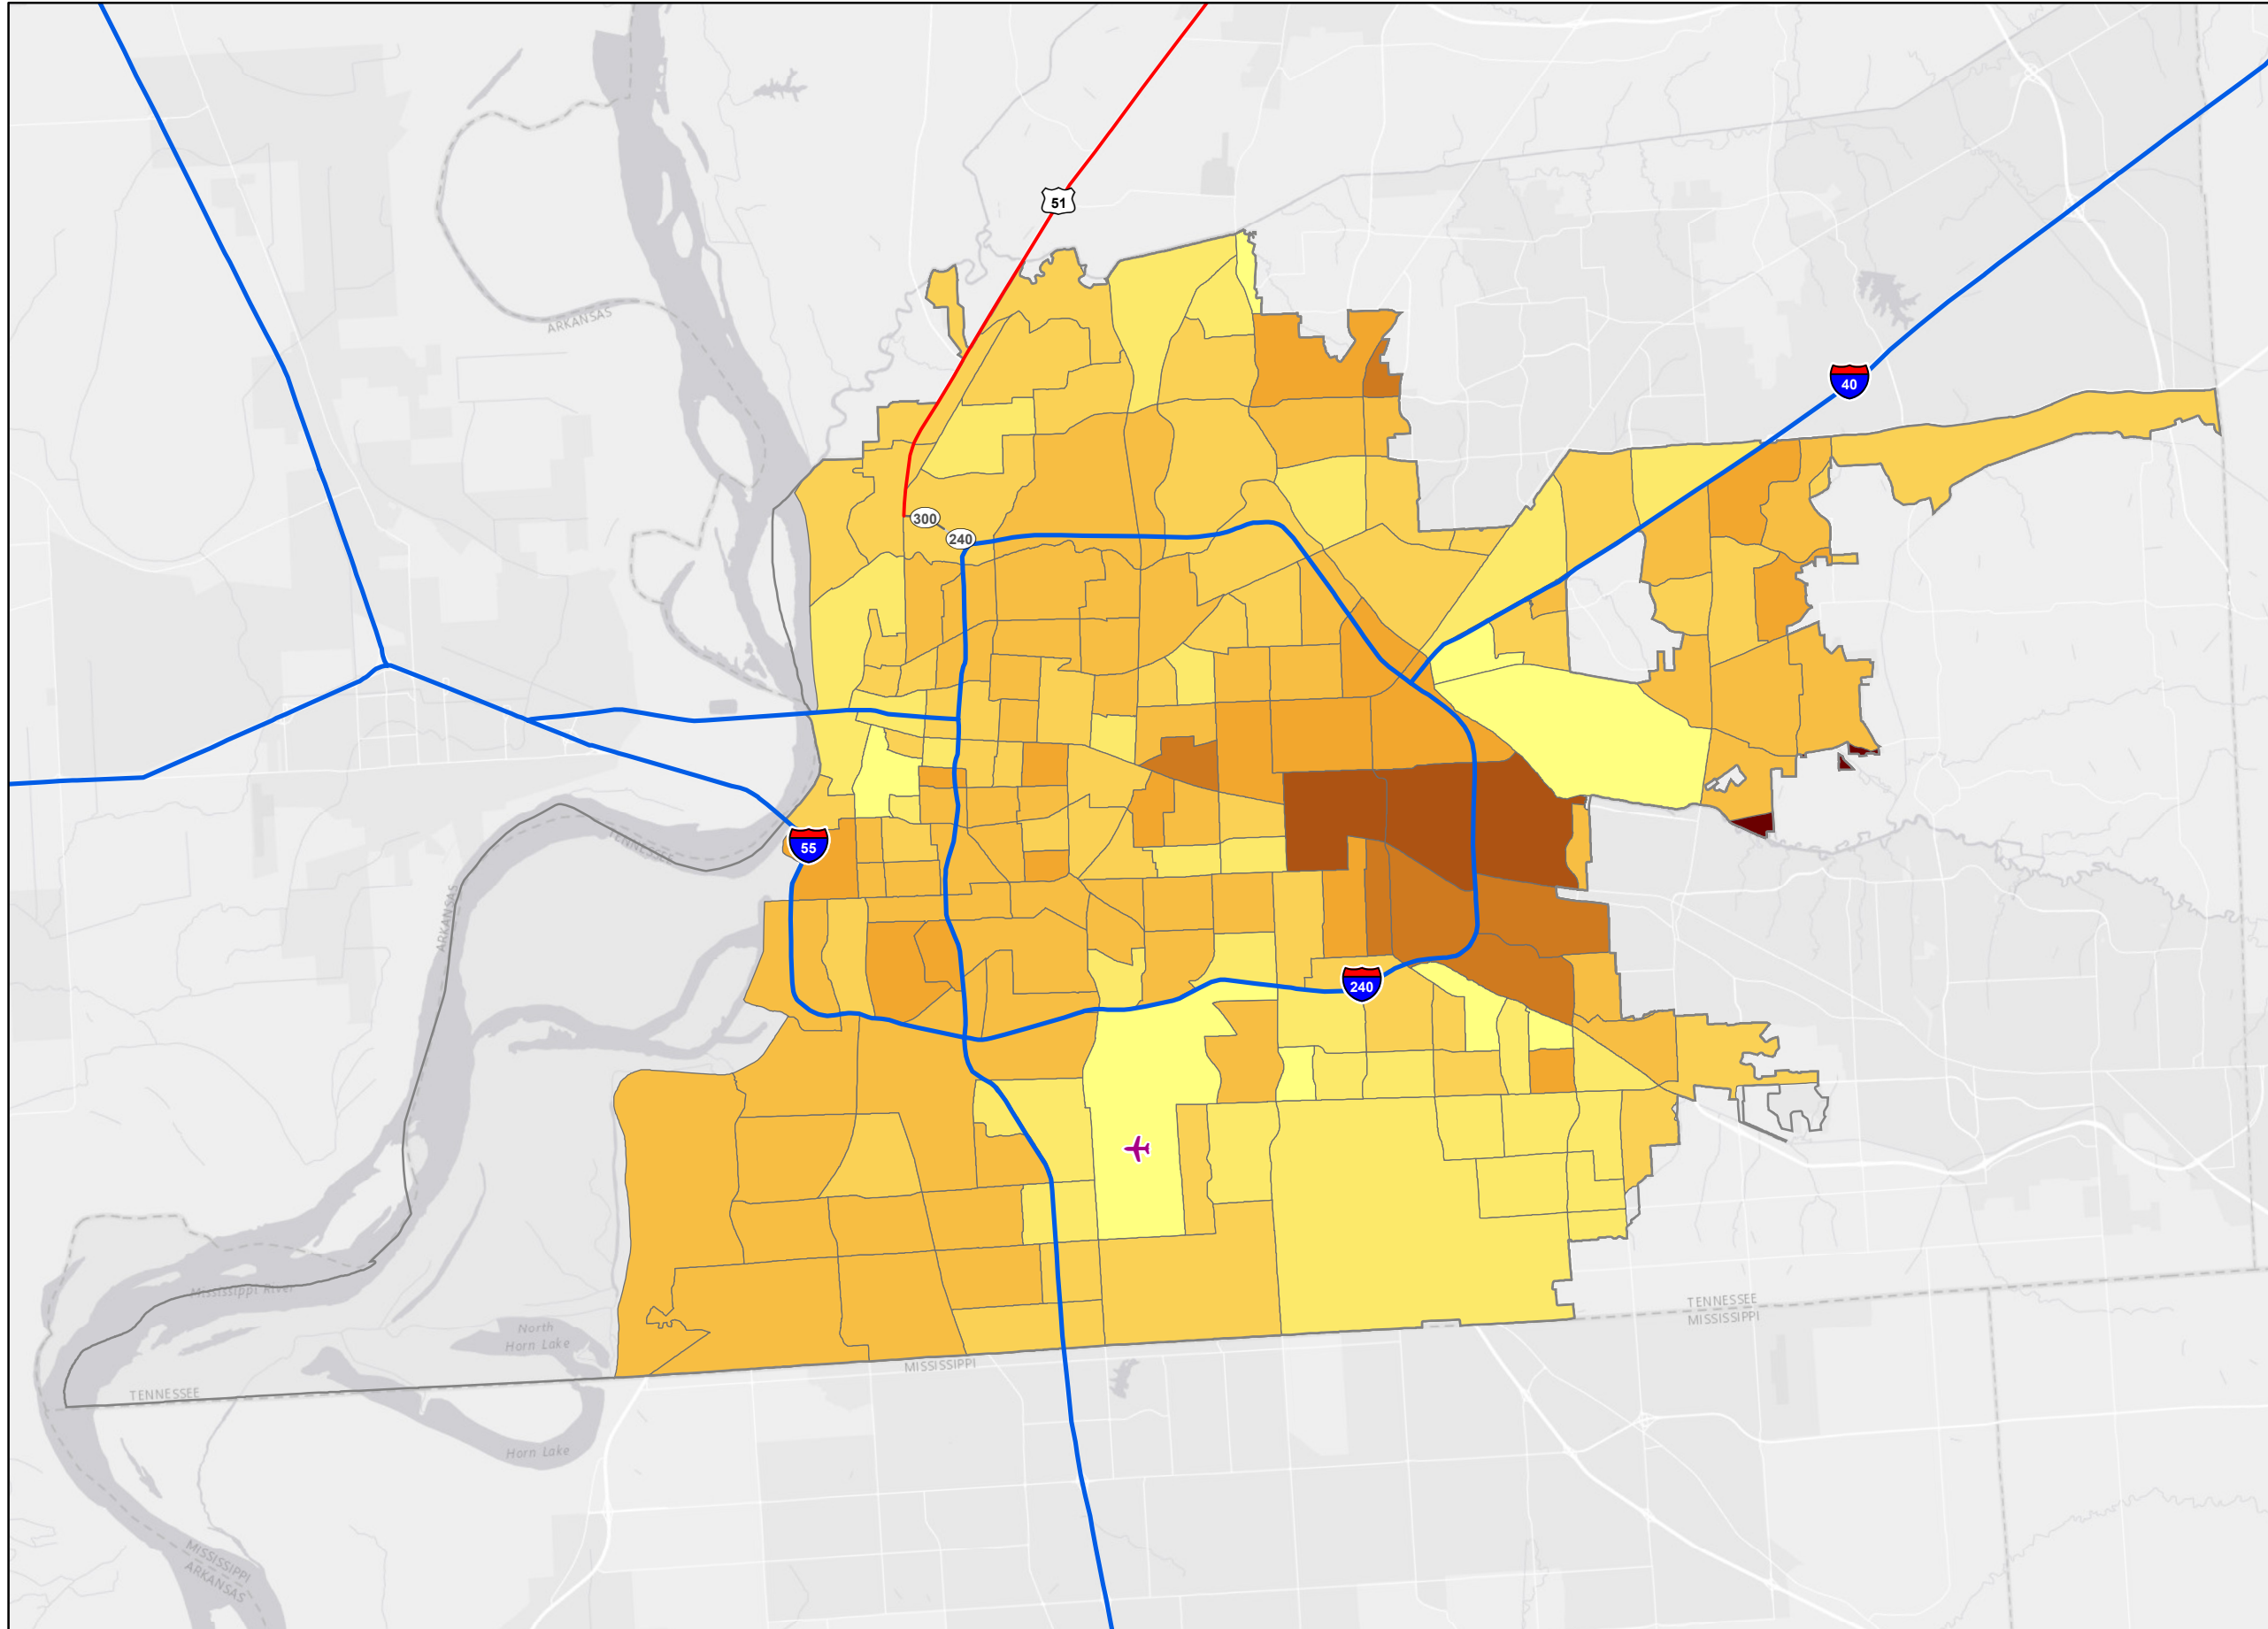 51
ARKANSAS
40
300
240
55
TENNESSEE
ARKANSAS
240
Mississippi River
TENNESSEE
MISSISSIPPI
North
Horn Lake
MISSISSIPPI
TENNESSEE
Horn Lake
MISSISSIPPI
ARKANSAS